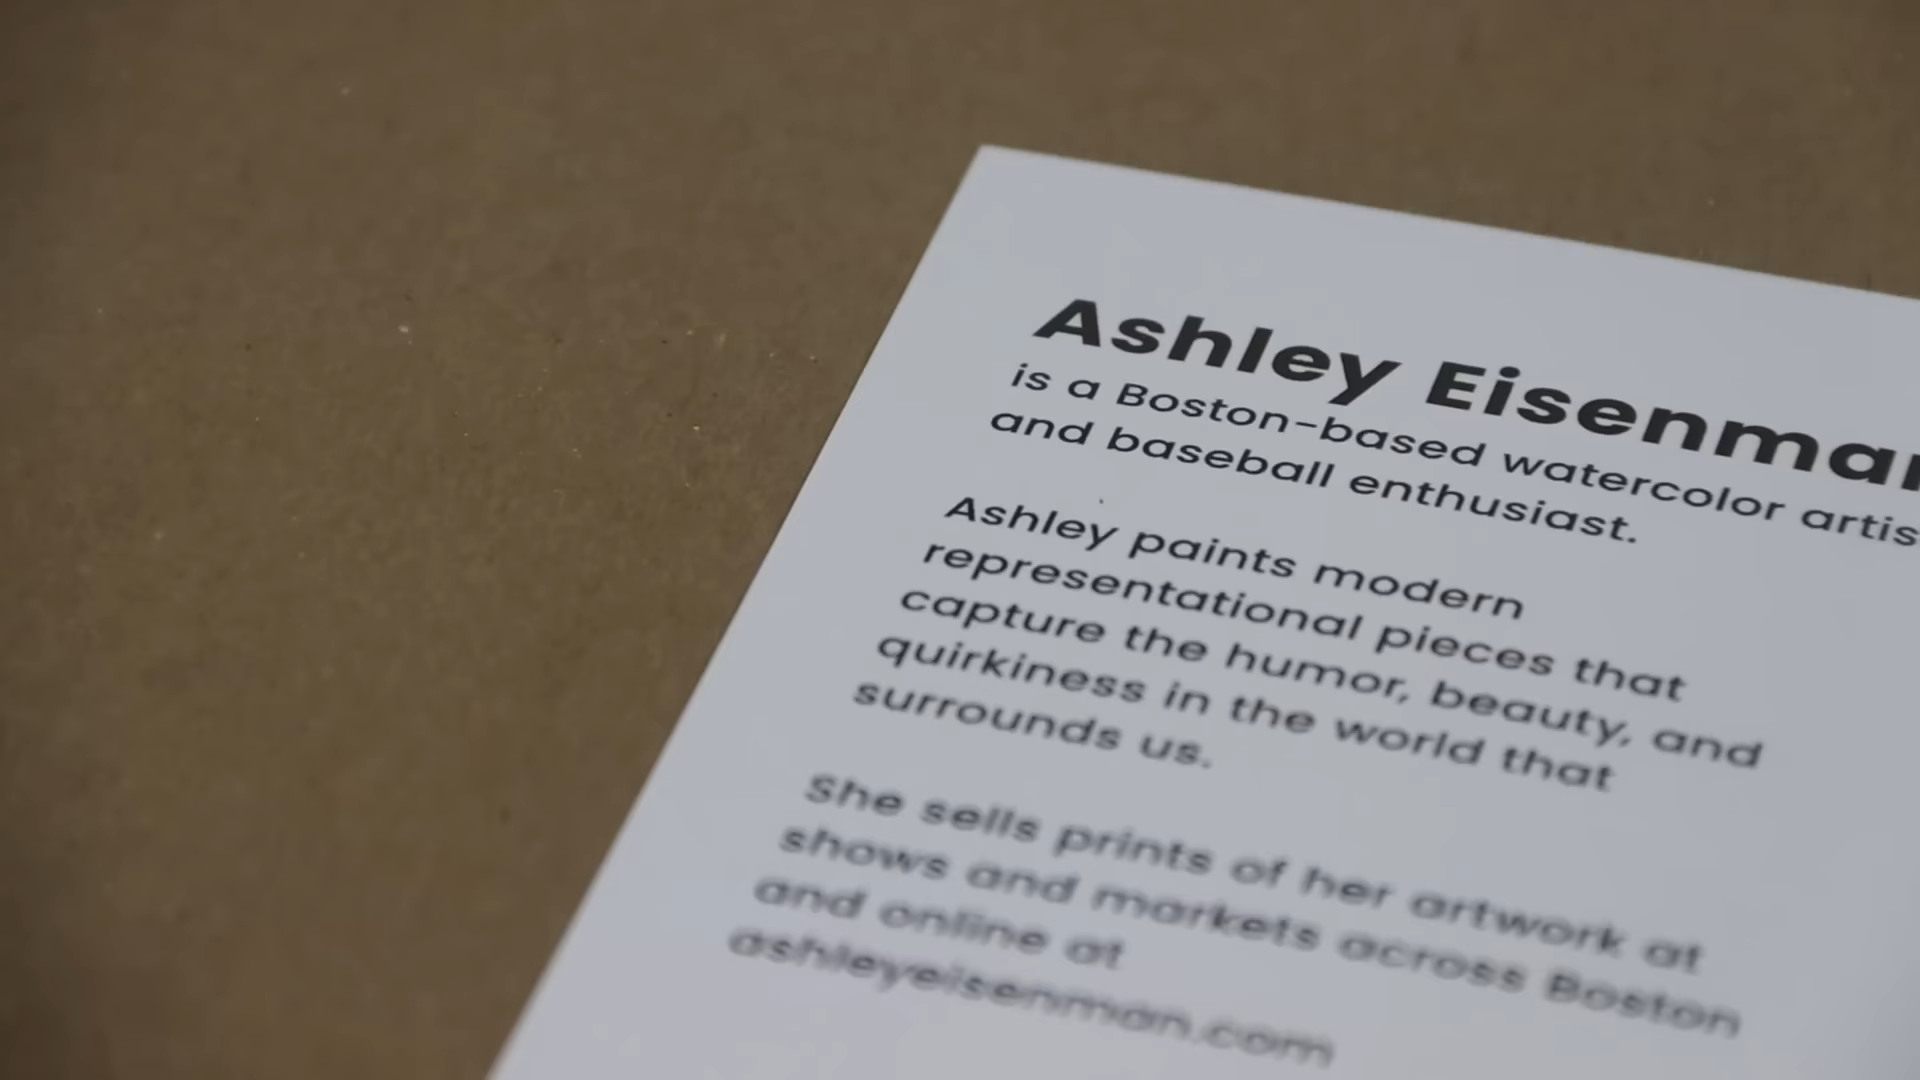 Ashley Eisenman
is a Boston-based watercolor artis
and baseball enthusiast.
Ashley paints modern
representational pieces that
capture the humor, beauty, and
quirkiness in the world that
surrounds us.
She sells prints of her artwork at
shows and markets across Boston
and online at
ashleyeisenman.com